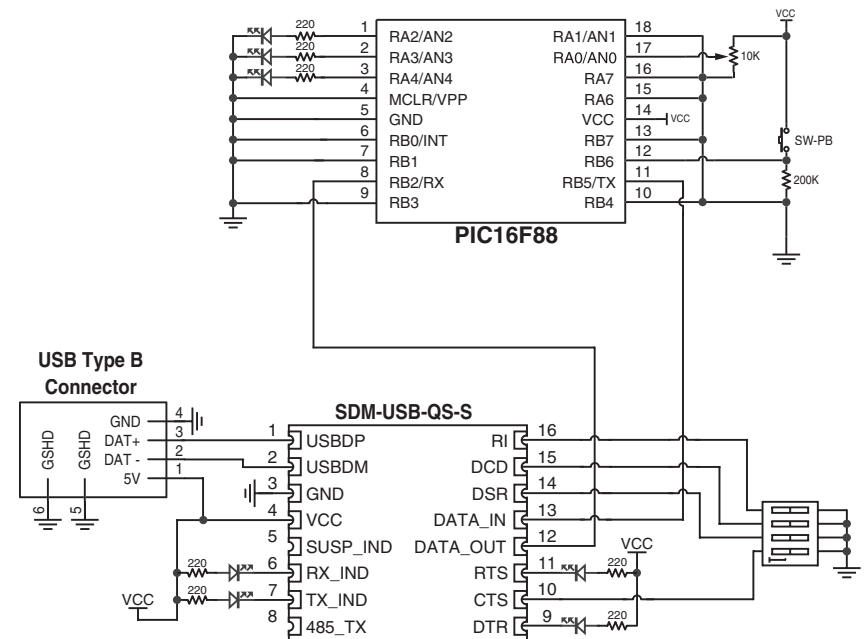 VCC
220
1
RA2/AN2
RA1/AN1
18
220
2
RA3/AN3
RA0/AN0
17
10K
220
3
RA4/AN4
RA7
16
4
MCLR/VPP
RA6
15
5
GND
VCC
14
VCC
6
RB0/INT
RB7
13
SW-PB
7
RB1
RB6
12
8
RB2/RX
RB5/TX
11
200K
9
RB3
RB4
10
PIC16F88
USB Type B
Connector
GSHD
GSHD
GND
4
DAT+
3
DAT -
2
5V
1
6
5
SDM-USB-QS-S
1
USBDP
RI
16
2
USBDM
DCD
15
3
GND
DSR
14
4
VCC
DATA_IN
13
5
SUSP_IND
DATA_OUT
12
VCC
220
6
RX_IND
RTS
11
220
VCC
220
7
TX_IND
CTS
10
8
485_TX
DTR
9
220
1